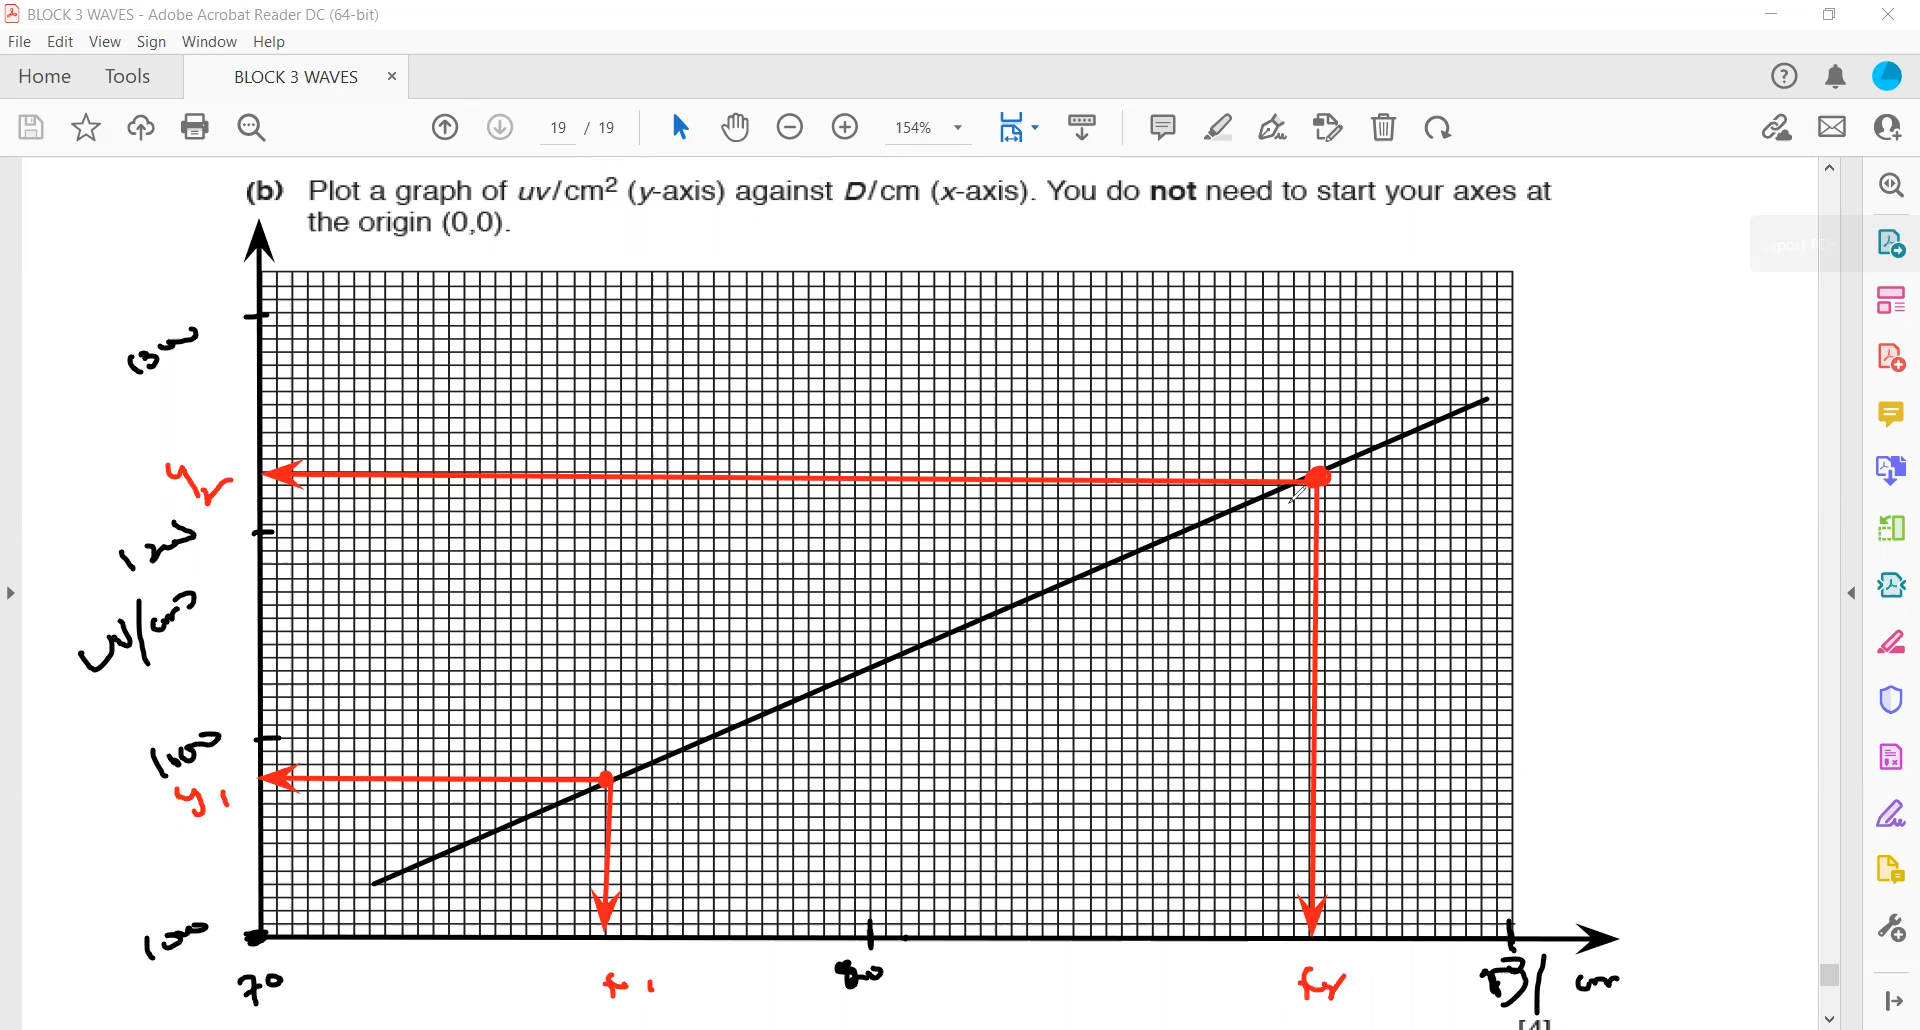 BLOCK 3 WAVES - Adobe Acrobat Reader DC (64-bit)
File Edit View Sign Window Help
Home Tools BLOCK 3 WAVES ×
19 / 19 154%
(b) Plot a graph of uv/cm² (y-axis) against D/cm (x-axis). You do not need to start your axes at
the origin (0,0).
1300
y2
1200
uv/cm²
1100
y1
1000
70 x1 80 x2 D/cm
[4]